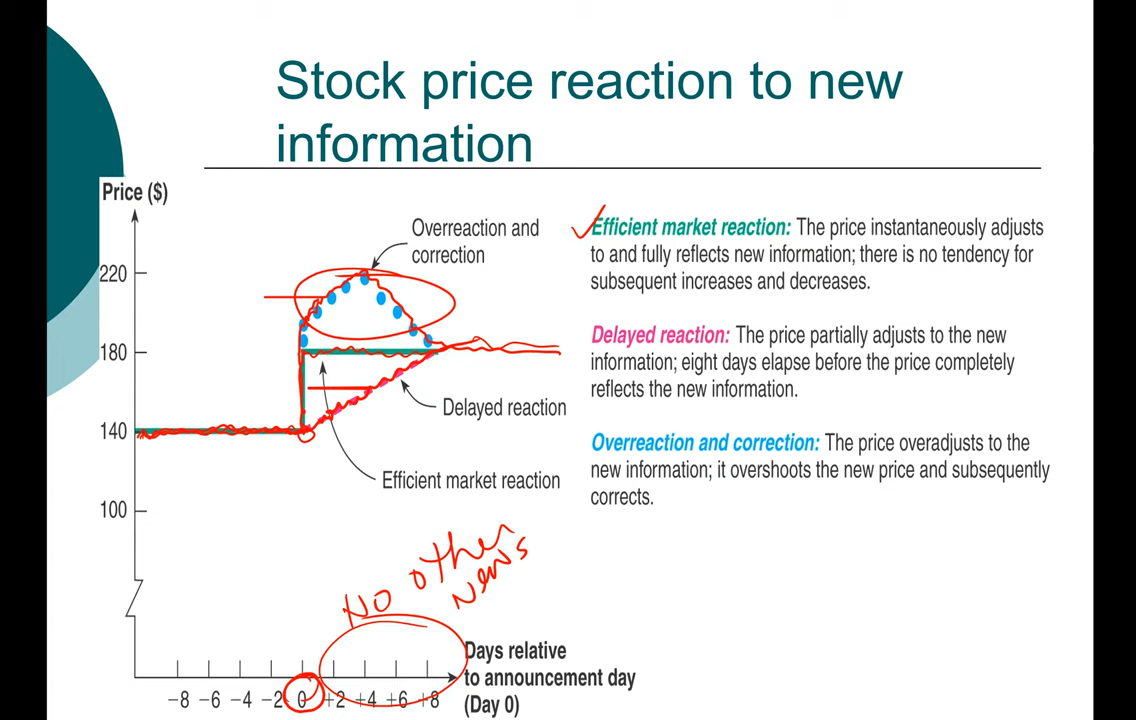 Stock price reaction to new
information
Price ($)
220
180
140
100
Overreaction and
correction
Delayed reaction
Efficient market reaction
Efficient market reaction: The price instantaneously adjusts
to and fully reflects new information; there is no tendency for
subsequent increases and decreases.
Delayed reaction: The price partially adjusts to the new
information; eight days elapse before the price completely
reflects the new information.
Overreaction and correction: The price overadjusts to the
new information; it overshoots the new price and subsequently
corrects.
No other
news
−8 −6 −4 −2 0 +2 +4 +6 +8
Days relative
to announcement day
(Day 0)